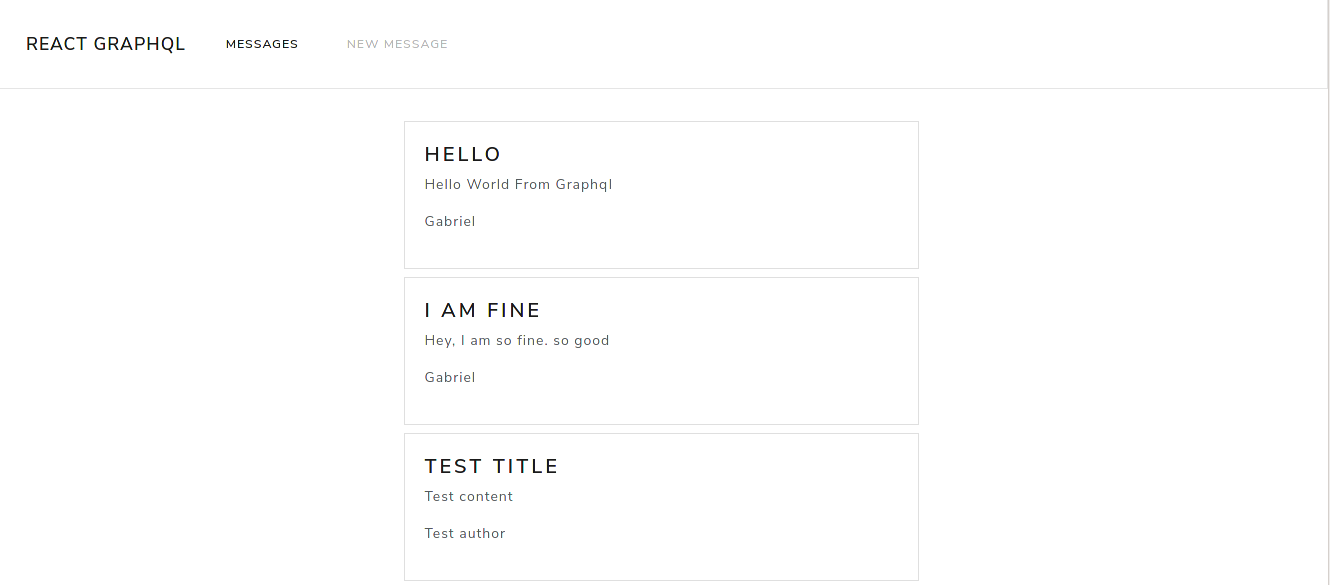 REACT GRAPHQL MESSAGES NEW MESSAGE
HELLO
Hello World From Graphql
Gabriel
I AM FINE
Hey, I am so fine. so good
Gabriel
TEST TITLE
Test content
Test author